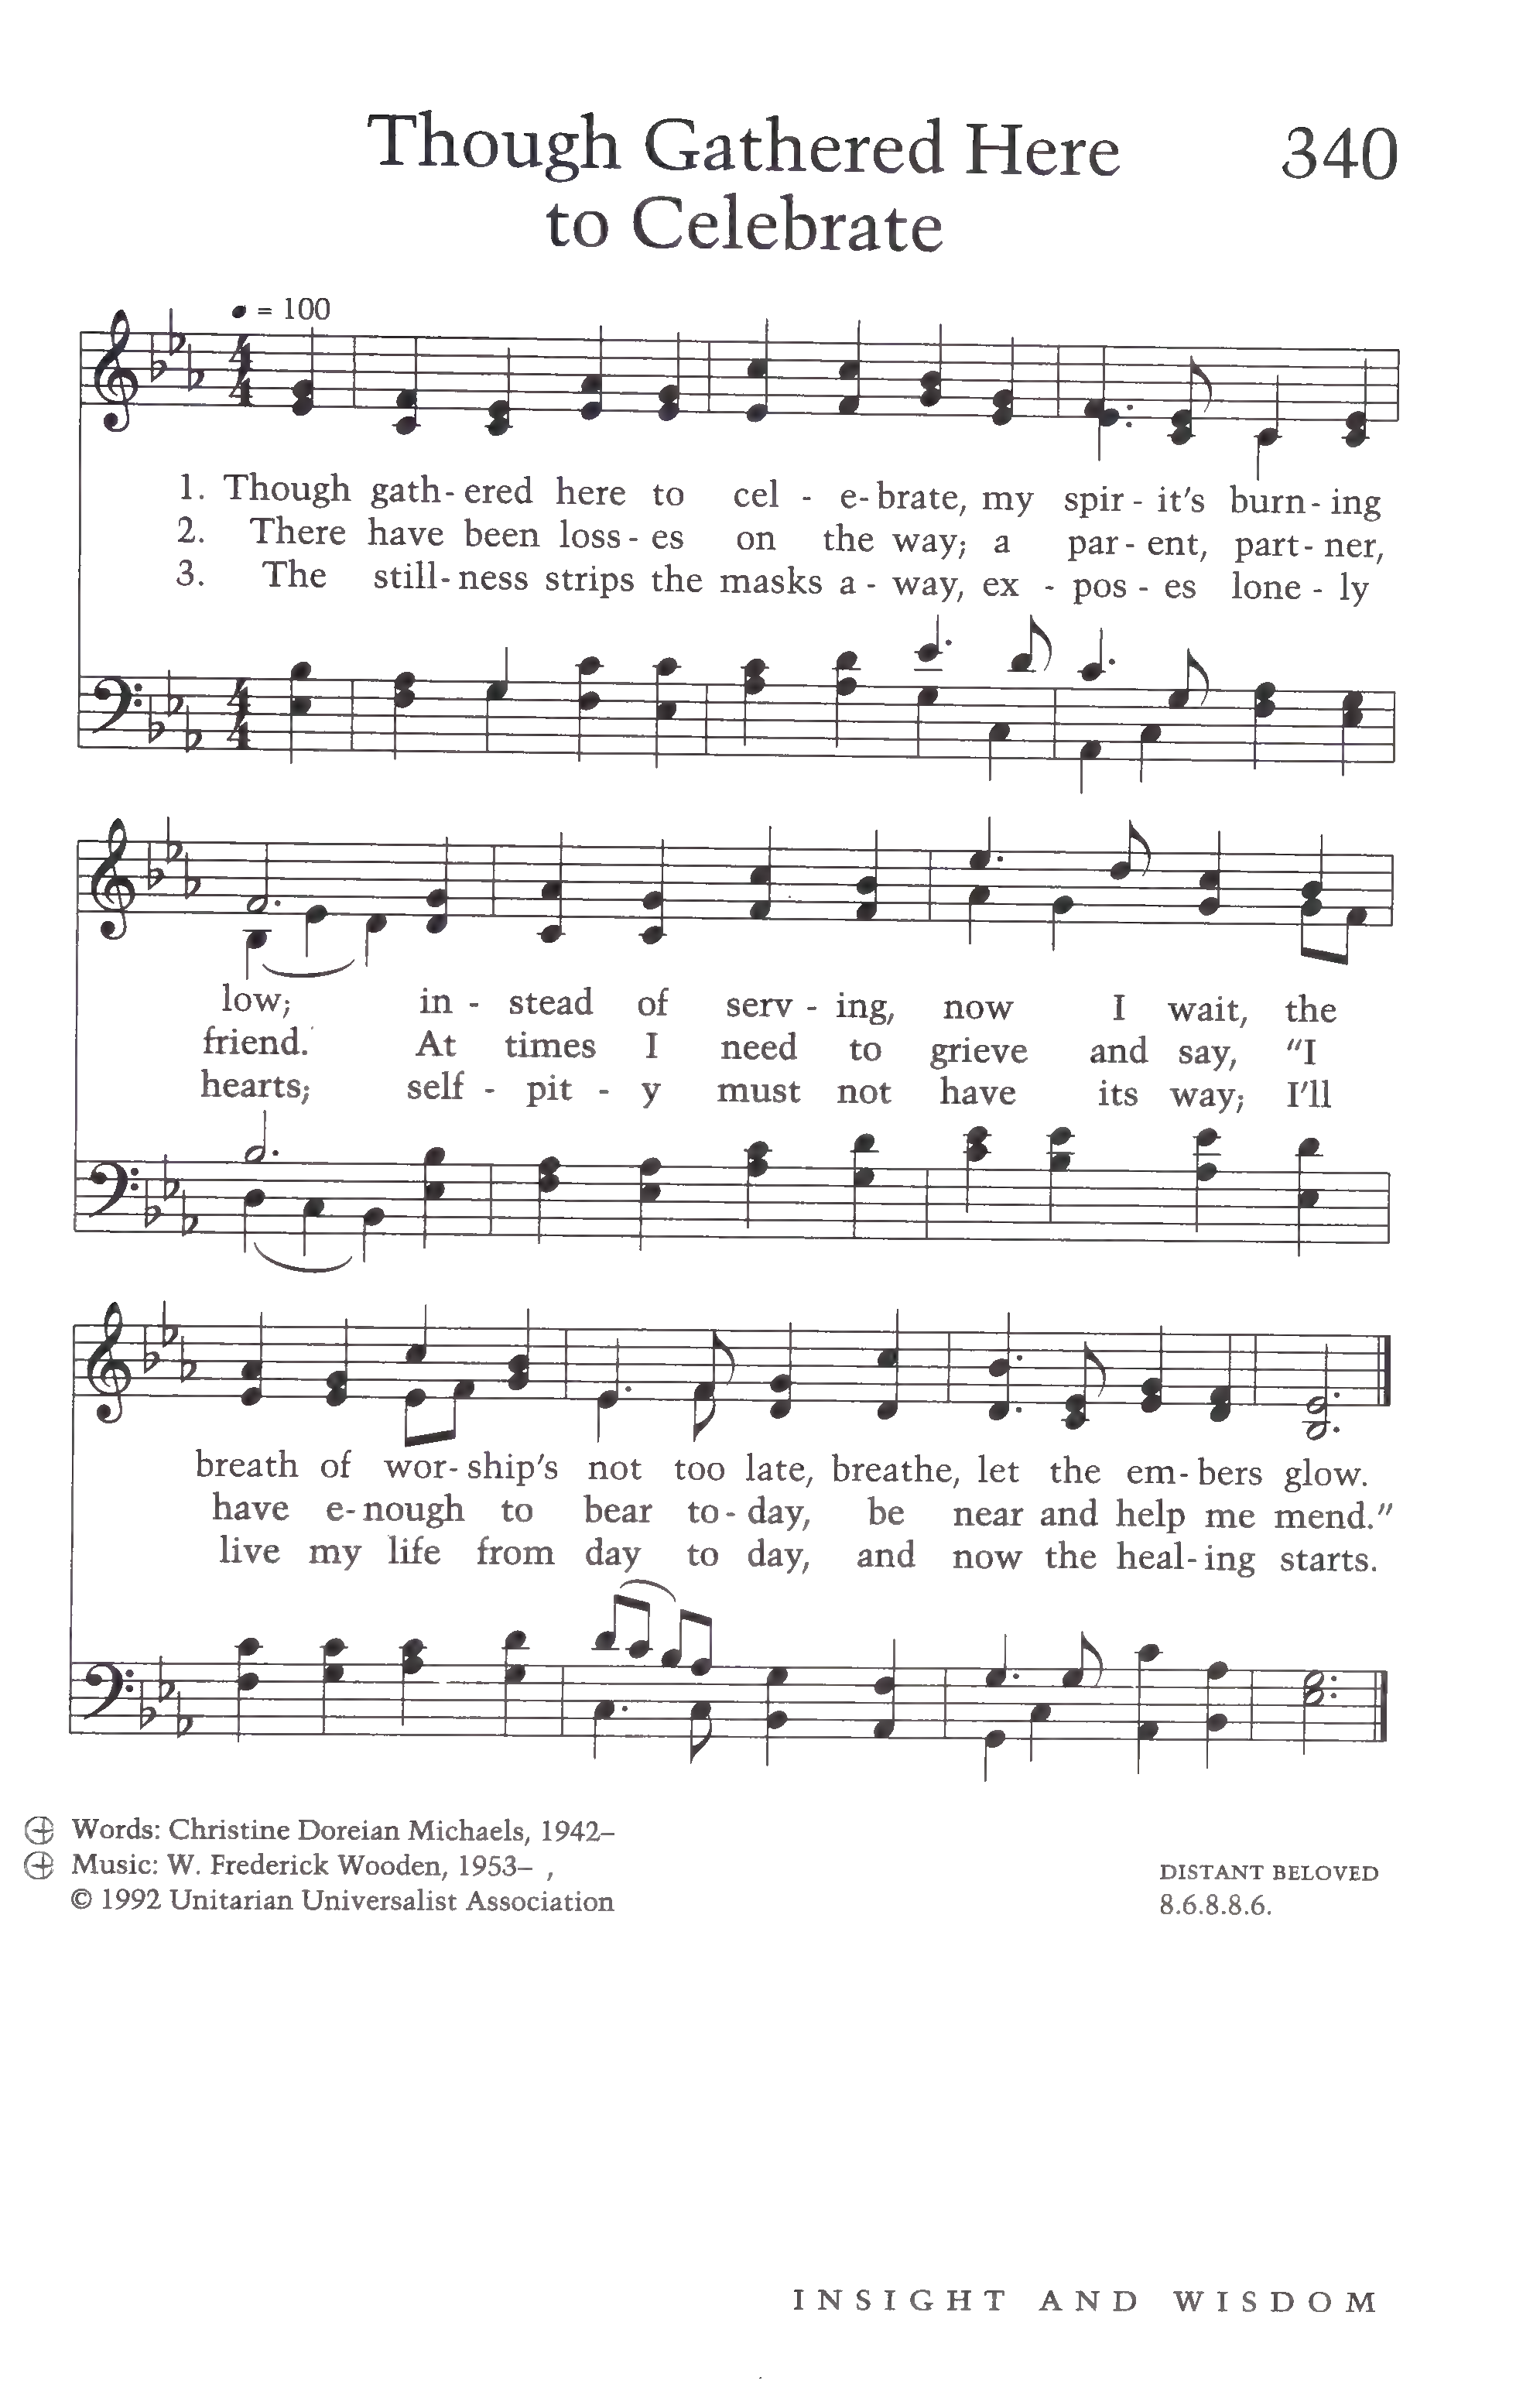 Though Gathered Here 340
to Celebrate
♩ = 100
1. Though gath- ered here to cel - e- brate, my spir - it's burn- ing
2. There have been loss - es on the way; a par - ent, part- ner,
3. The still- ness strips the masks a - way, ex - pos - es lone - ly
low; in - stead of serv - ing, now I wait, the
friend. At times I need to grieve and say, "I
hearts; self - pit - y must not have its way; I'll
breath of wor- ship's not too late, breathe, let the em- bers glow.
have e- nough to bear to- day, be near and help me mend."
live my life from day to day, and now the heal- ing starts.
Words: Christine Doreian Michaels, 1942–
Music: W. Frederick Wooden, 1953– ,
© 1992 Unitarian Universalist Association
DISTANT BELOVED
8.6.8.8.6.
INSIGHT AND WISDOM